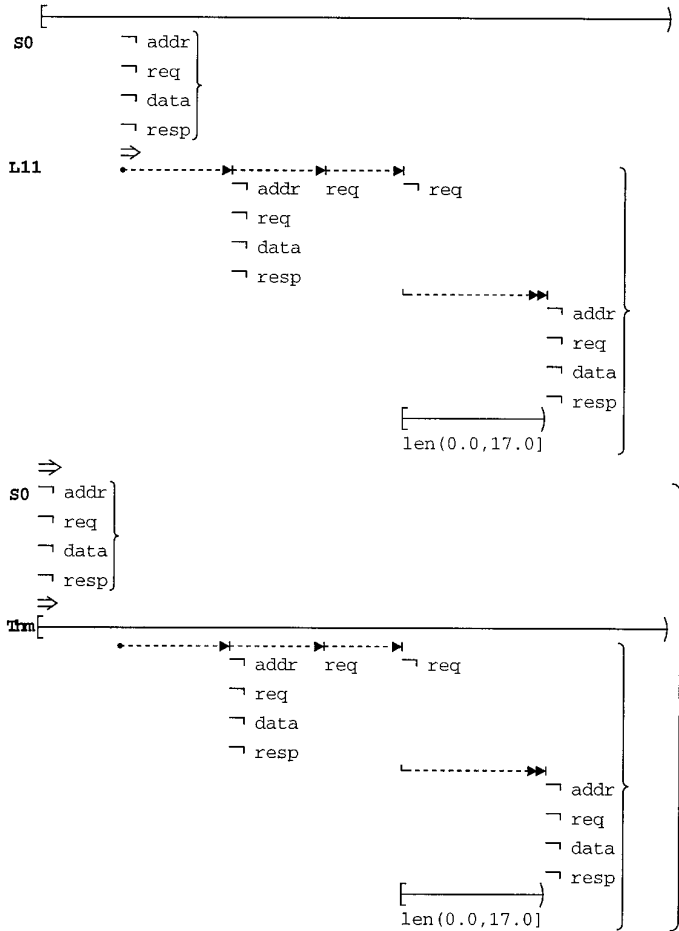 S0
¬ addr
¬ req
¬ data
¬ resp
⇒
L11
¬ addr req ¬ req
¬ req
¬ data
¬ resp
¬ addr
¬ req
¬ data
¬ resp
len(0.0,17.0]
⇒
S0 ¬ addr
¬ req
¬ data
¬ resp
⇒
Thm
¬ addr req ¬ req
¬ req
¬ data
¬ resp
¬ addr
¬ req
¬ data
¬ resp
len(0.0,17.0]